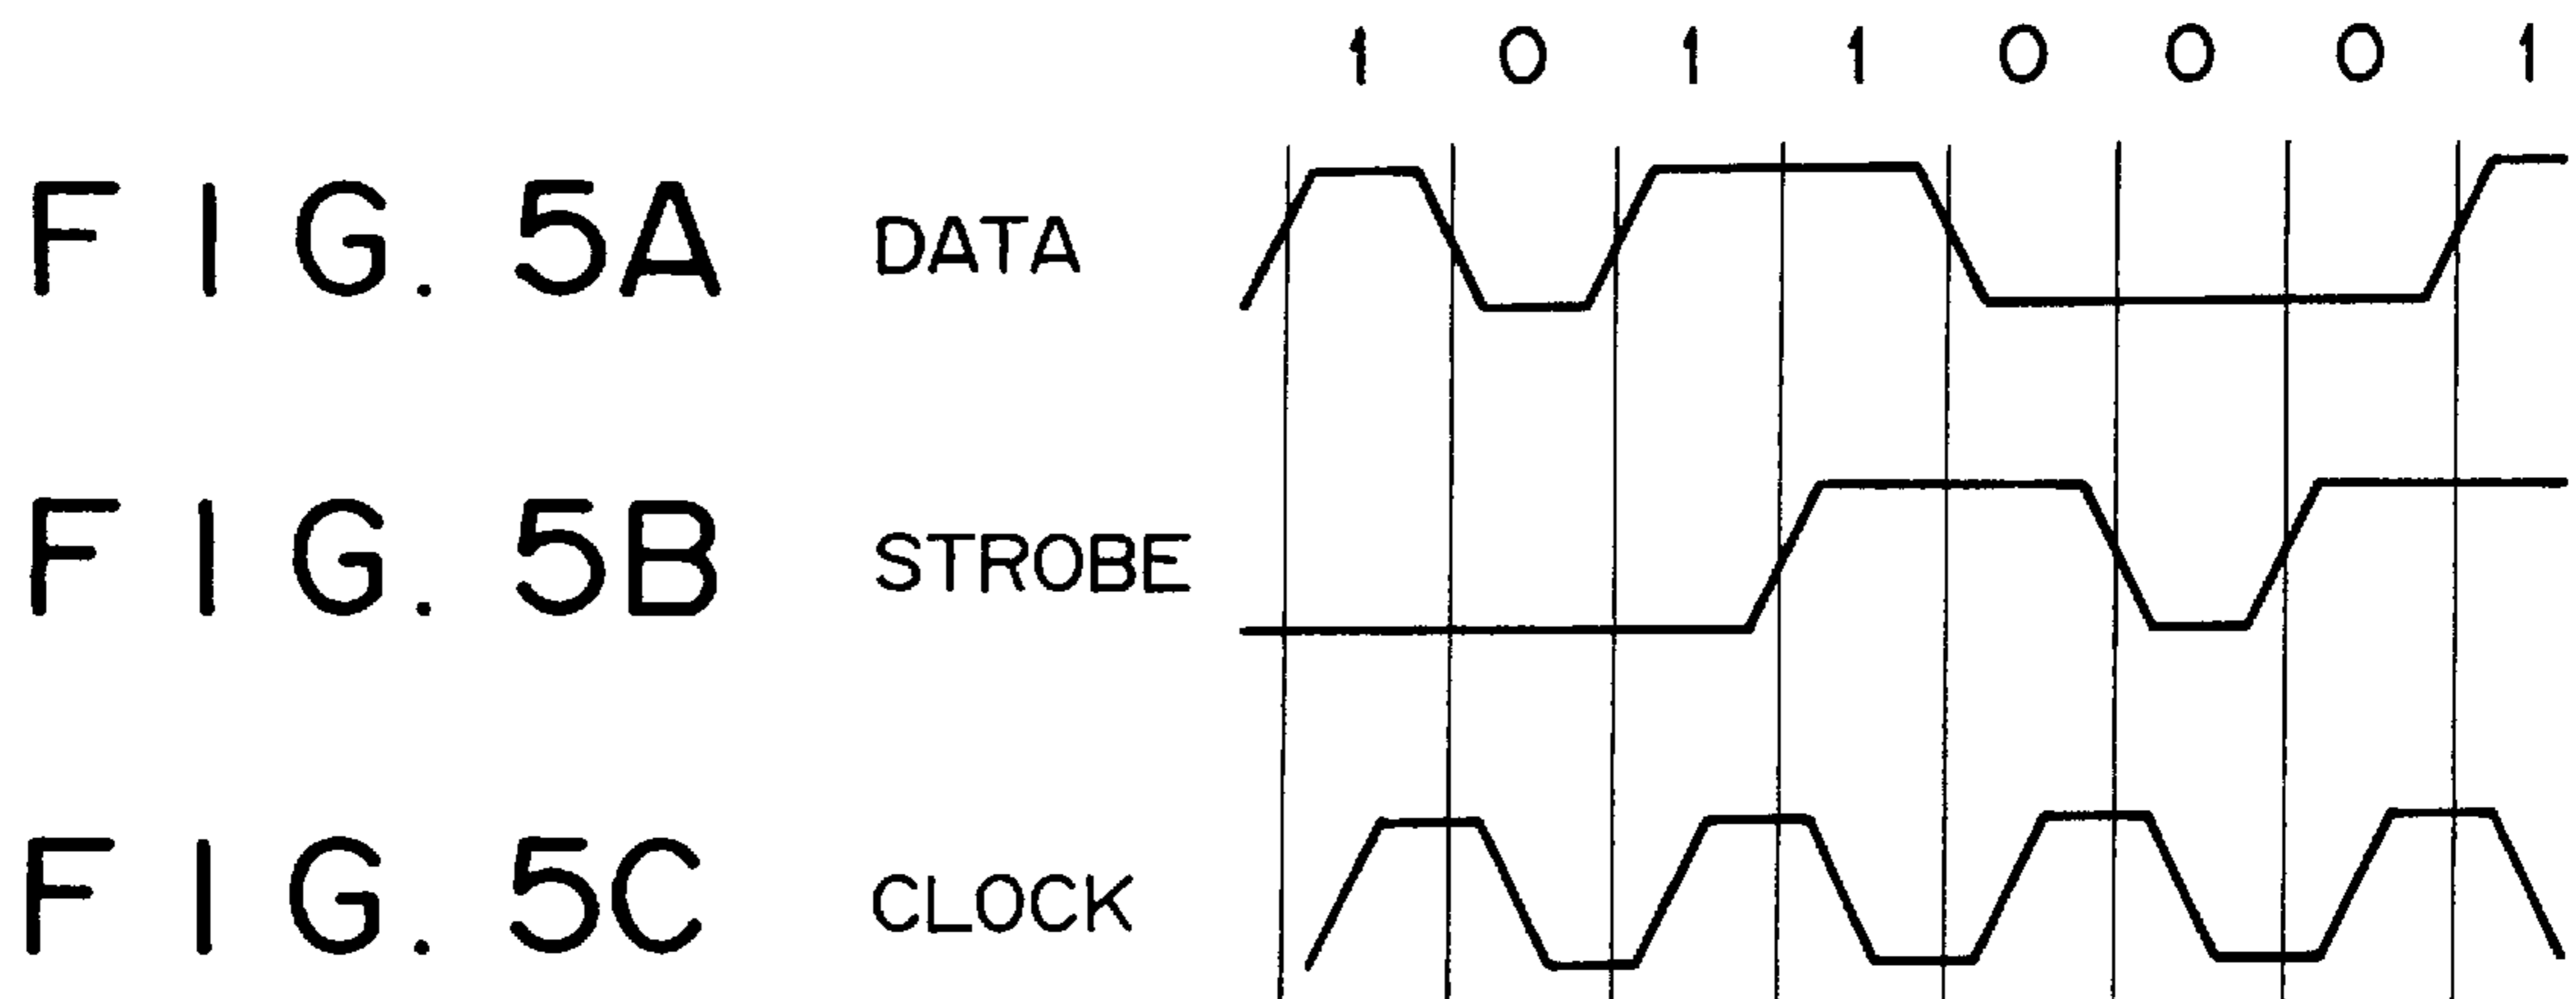 1 0 1 1 0 0 0 1
FIG. 5A DATA
FIG. 5B STROBE
FIG. 5C CLOCK